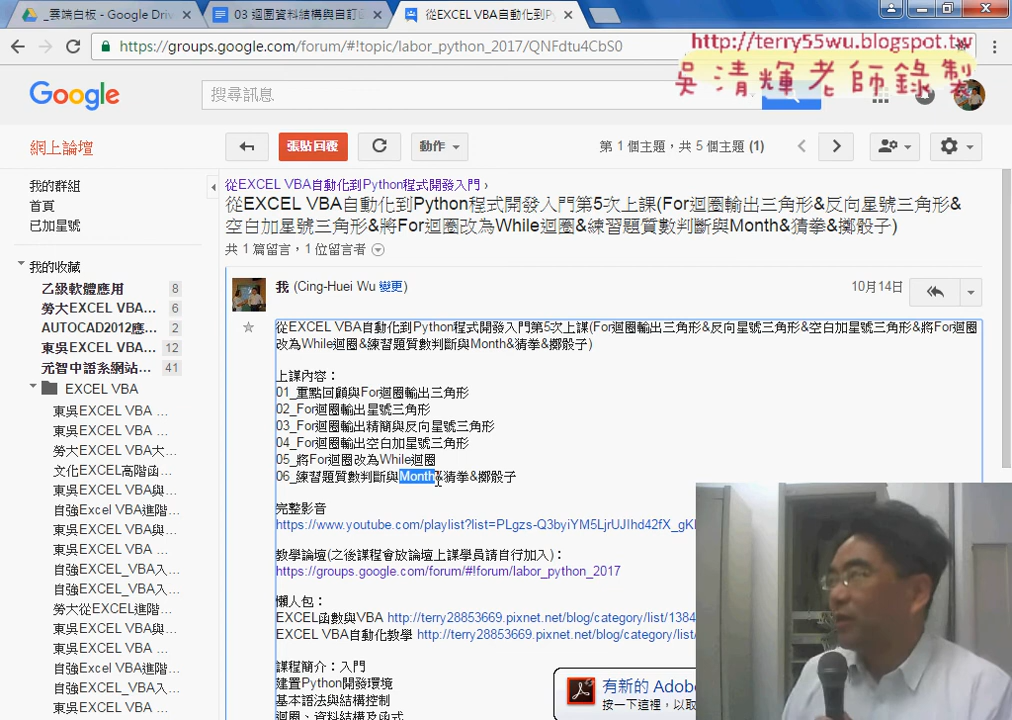 _雲端白板 - Google Driv
03 迴圈資料結構與自訂
從EXCEL VBA自動化到P
https://groups.google.com/forum/#!topic/labor_python_2017/QNFdtu4CbS0
http://terry55wu.blogspot.tw
吳清輝老師錄製
Google
搜尋訊息
網上論壇
張貼回覆
動作
第 1 個主題，共 5 個主題 (1)
我的群組
首頁
已加星號
我的收藏
乙級軟體應用 8
勞大EXCEL VBA... 6
AUTOCAD2012應... 2
東吳EXCEL VBA... 12
元智中語系網站... 41
EXCEL VBA
東吳EXCEL VBA ...
東吳EXCEL VBA ...
勞大EXCEL VBA大...
文化EXCEL高階函...
自強Excel VBA進階...
東吳EXCEL VBA與...
東吳EXCEL VBA ...
自強EXCEL_VBA入...
自強EXCEL_VBA入...
勞大從EXCEL進階...
東吳EXCEL VBA與...
東吳EXCEL VBA ...
自強Excel VBA進階...
自強EXCEL_VBA入...
東吳EXCEL VBA ...
從EXCEL VBA自動化到Python程式開發入門 ›
從EXCEL VBA自動化到Python程式開發入門第5次上課(For迴圈輸出三角形&反向星號三角形&
空白加星號三角形&將For迴圈改為While迴圈&練習題質數判斷與Month&猜拳&擲骰子)
共 1 篇留言，1 位留言者
我 (Cing-Huei Wu 變更)
10月14日
從EXCEL VBA自動化到Python程式開發入門第5次上課(For迴圈輸出三角形&反向星號三角形&空白加星號三角形&將For迴圈
改為While迴圈&練習題質數判斷與Month&猜拳&擲骰子)
上課內容：
01_重點回顧與For迴圈輸出三角形
02_For迴圈輸出星號三角形
03_For迴圈輸出精簡與反向星號三角形
04_For迴圈輸出空白加星號三角形
05_將For迴圈改為While迴圈
06_練習題質數判斷與Month&猜拳&擲骰子
完整影音
https://www.youtube.com/playlist?list=PLgzs-Q3byiYM5LjrUJIhd42fX_gK
教學論壇(之後課程會放論壇上課學員請自行加入)：
https://groups.google.com/forum/#!forum/labor_python_2017
懶人包：
EXCEL函數與VBA http://terry28853669.pixnet.net/blog/category/list/1384
EXCEL VBA自動化教學 http://terry28853669.pixnet.net/blog/category/list/
課程簡介：入門
建置Python開發環境
基本語法與結構控制
迴圈、資料結構及函式
有新的 Adob
按一下這裡，以取